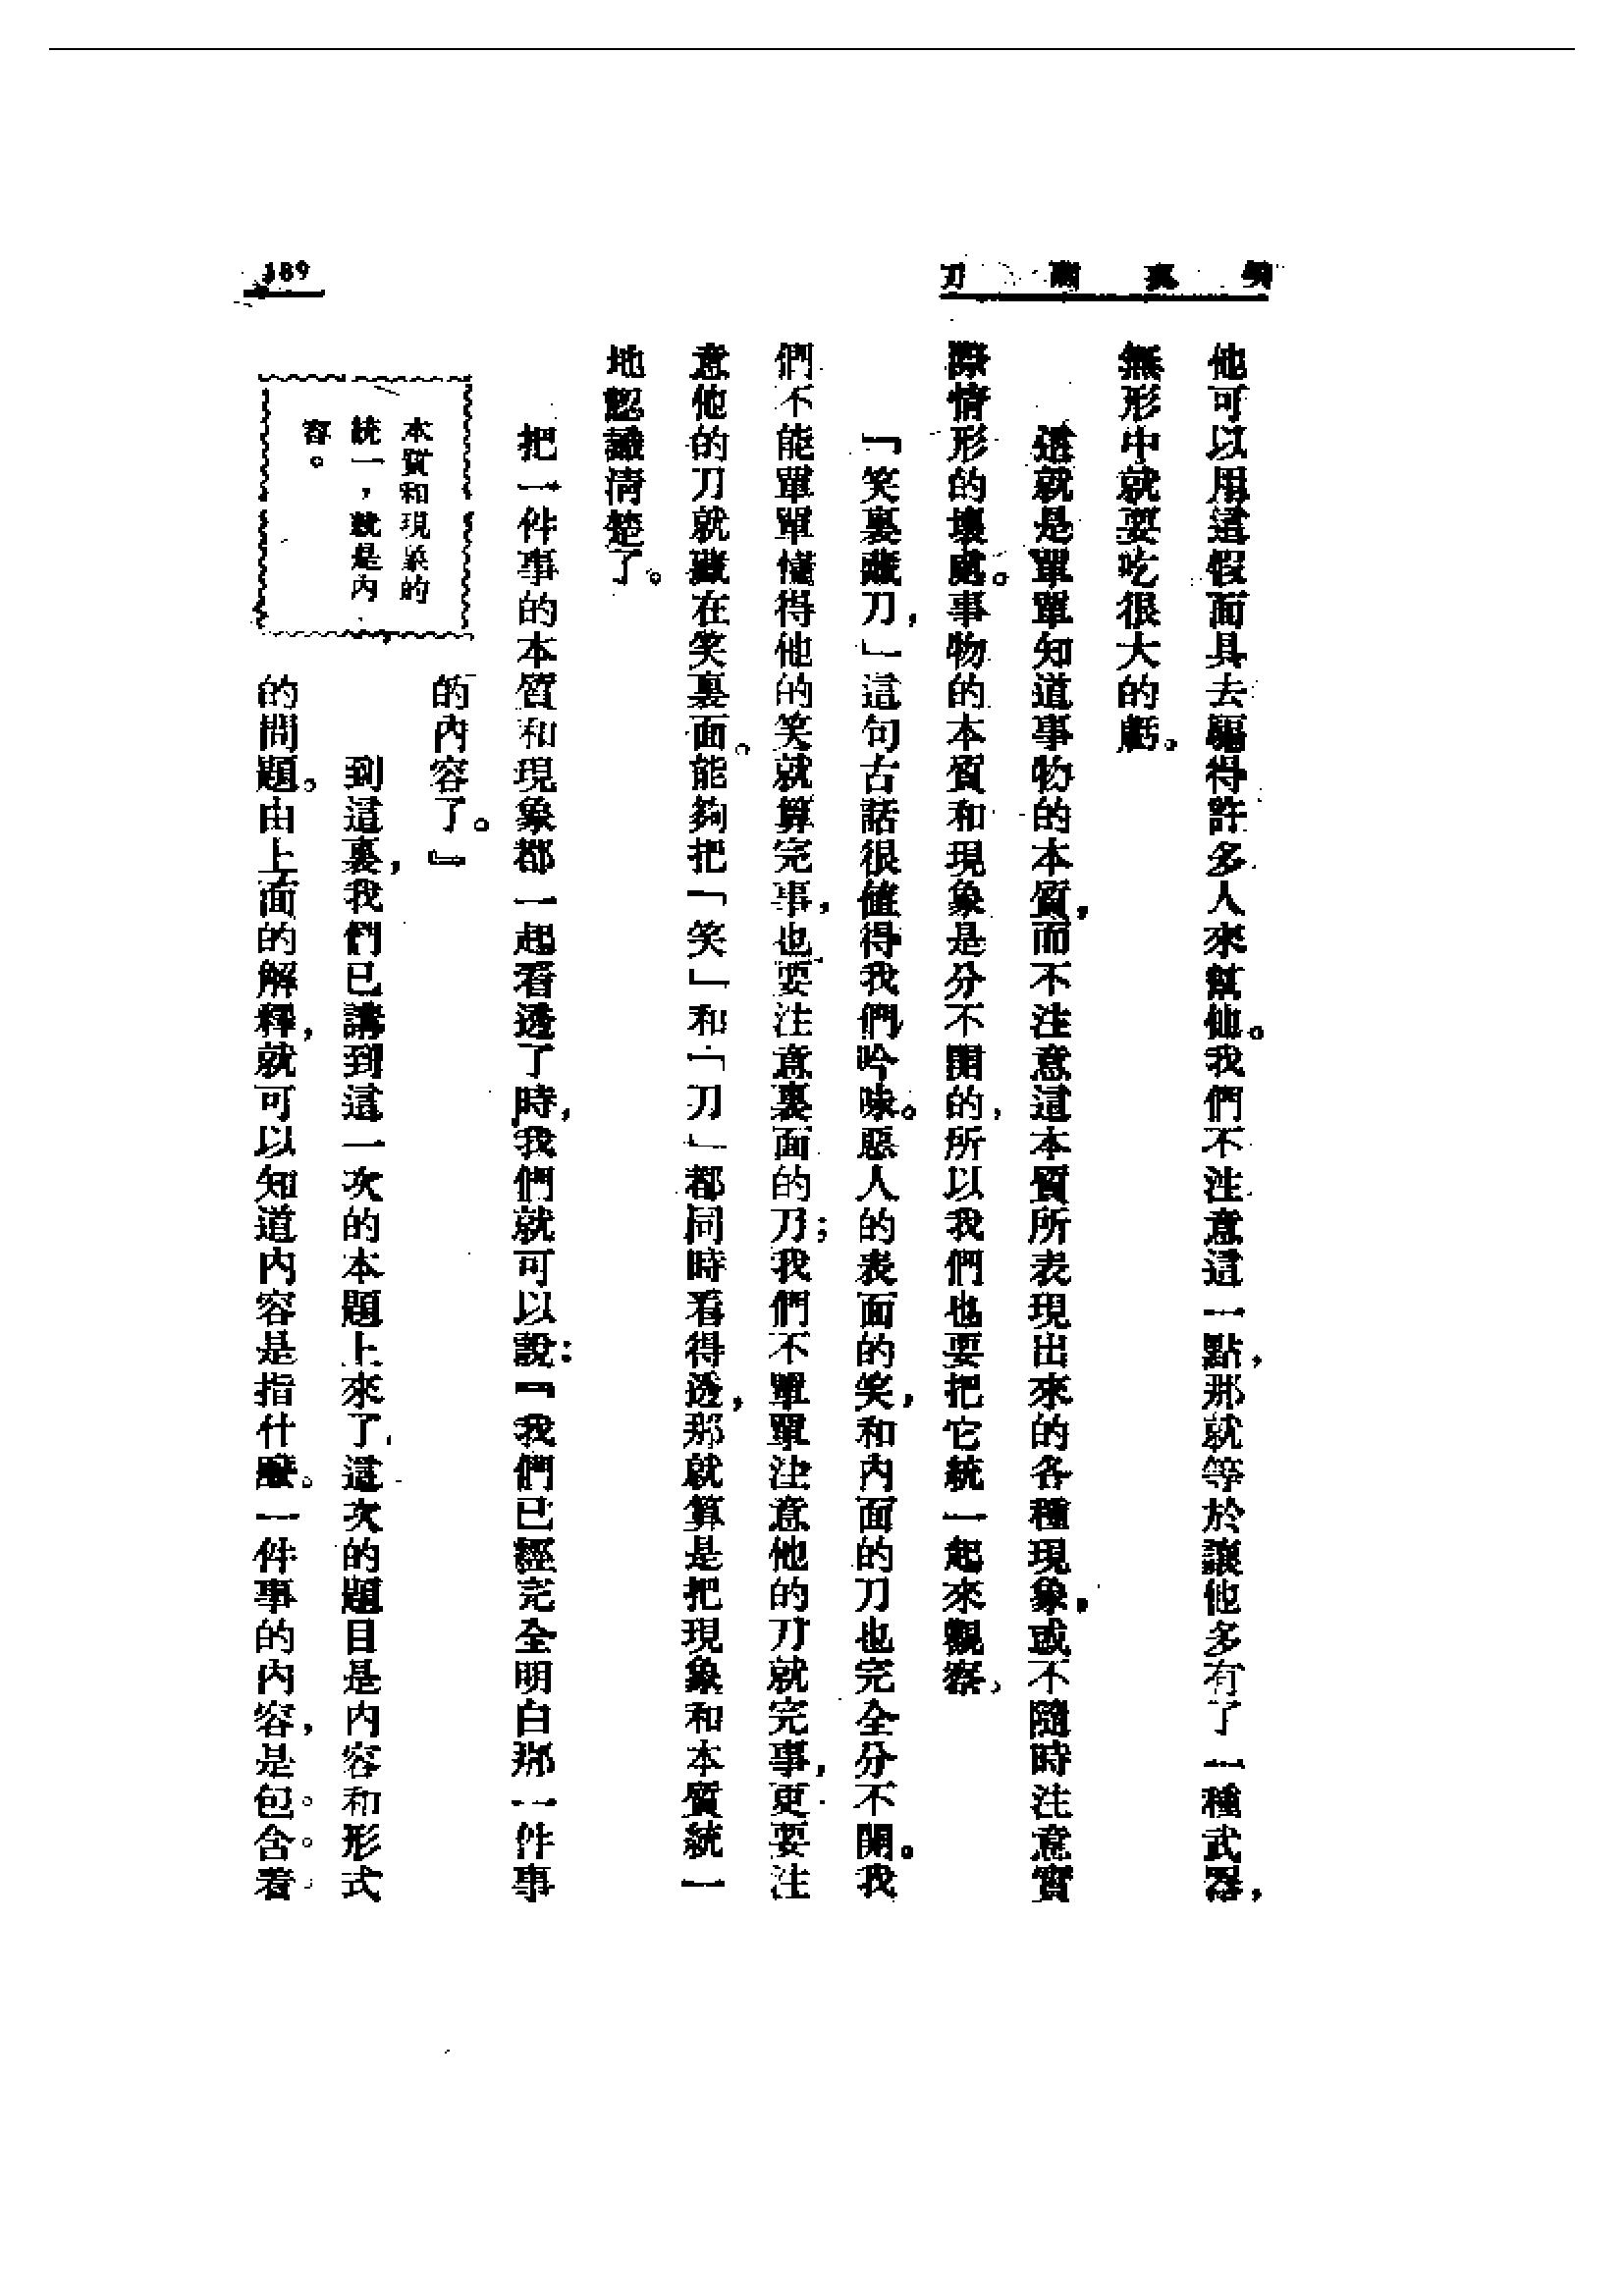 笑裏藏刀
他可以用這假面具去騙得許多人來幫他。我們不注意這一點，那就等於讓他多有了一種武器，
無形中就要吃很大的虧。
這就是單單知道事物的本質，而不注意這本質所表現出來的各種現象，或不隨時注意實
際情形的壞處。事物的本質和現象是分不開的，所以我們也要把它統一起來觀察，
「笑裏藏刀，」這句古話很值得我們吟味。惡人的表面的笑，和內面的刀也完全分不開。我
們不能單單懂得他的笑就算完事，也要注意裏面的刀；我們不單單注意他的刀就完事，更要注
意他的刀就藏在笑裏面。能夠把「笑」和「刀」都同時看得透，那就算是把現象和本質統一
地認識清楚了。
把一件事的本質和現象都一起看透了時，我們就可以說：『我們已經完全明白那一件事
的內容了。』
本質和現象的
統一，就是內
容。
到這裏，我們已講到這一次的本題上來了，這次的題目是內容和形式
的問題。由上面的解釋，就可以知道內容是指什麼。一件事的內容，是包含着
189